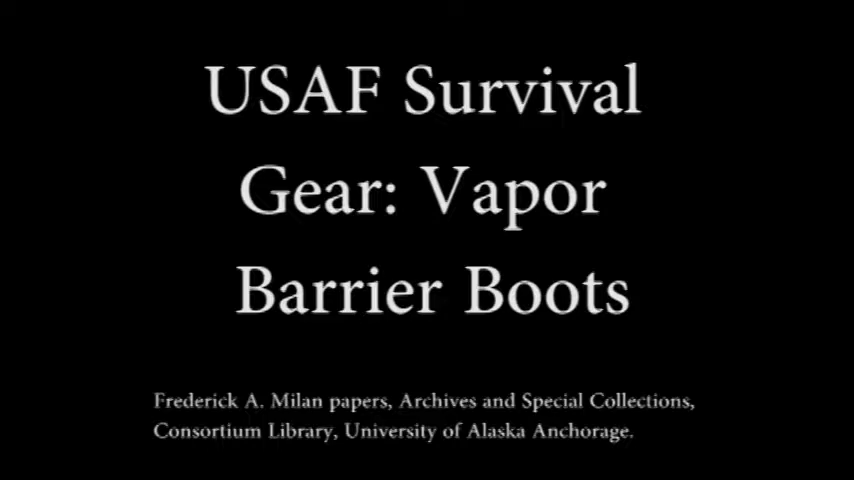 USAF Survival
Gear: Vapor
Barrier Boots
Frederick A. Milan papers, Archives and Special Collections,
Consortium Library, University of Alaska Anchorage.